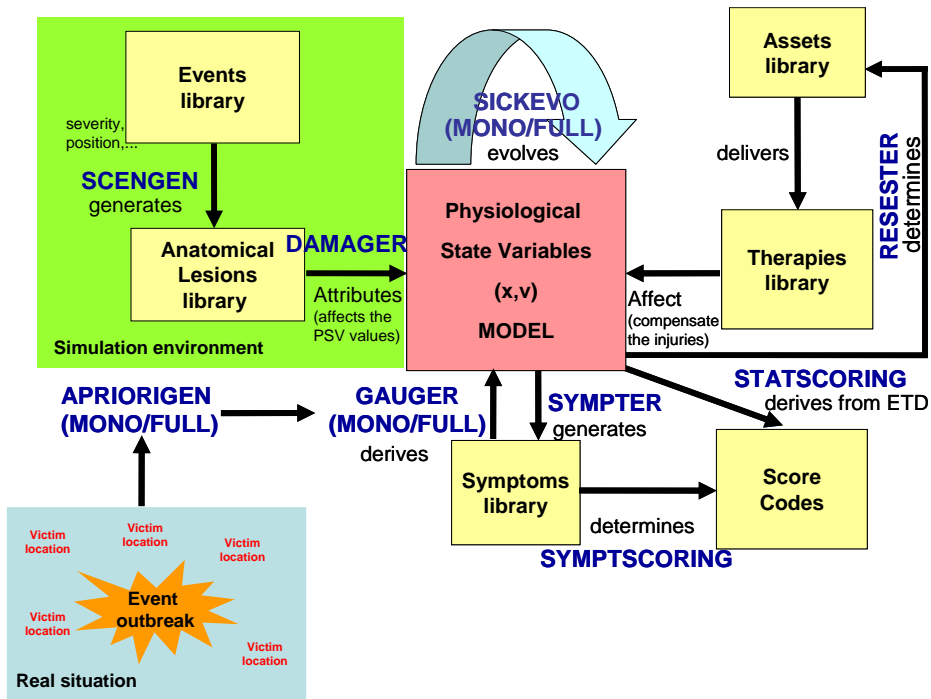 Events
library
severity,
position,...
SCENGEN
generates
Anatomical
Lesions
library
DAMAGER
Attributes
(affects the
PSV values)
Simulation environment
SICKEVO
(MONO/FULL)
evolves
Physiological
State Variables
(x,v)
MODEL
Assets
library
delivers
RESESTER
determines
Therapies
library
Affect
(compensate
the injuries)
APRIORIGEN
(MONO/FULL)
GAUGER
(MONO/FULL)
derives
SYMPTER
generates
STATSCORING
derives from ETD
Symptoms
library
determines
SYMPTSCORING
Score
Codes
Victim
location
Victim
location
Victim
location
Victim
location
Victim
location
Event
outbreak
Real situation